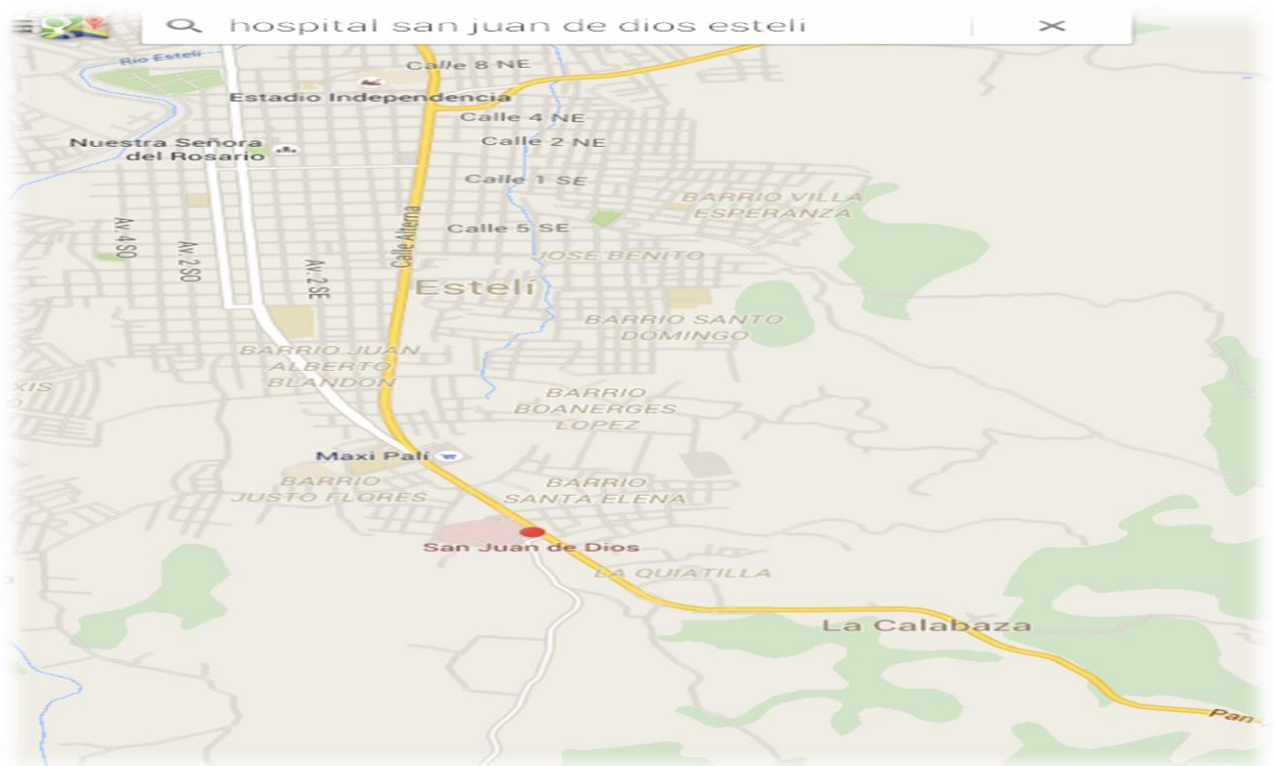 hospital san juan de dios esteli
Río Estelí
Calle 8 NE
Estadio Independencia
Calle 4 NE
Nuestra Señora
del Rosario
Calle 2 NE
Calle 1 SE
BARRIO VILLA
ESPERANZA
Av. 4 SO
Av. 2 SO
Av. 2 SE
Calle Alterna
Calle 5 SE
JOSE BENITO
Estelí
BARRIO SANTO
DOMINGO
BARRIO JUAN
ALBERTO
BLANDON
XIS
BARRIO
BOANERGES
LOPEZ
Maxi Palí
BARRIO
JUSTO FLORES
BARRIO
SANTA ELENA
San Juan de Dios
LA QUIATILLA
La Calabaza
Pan-